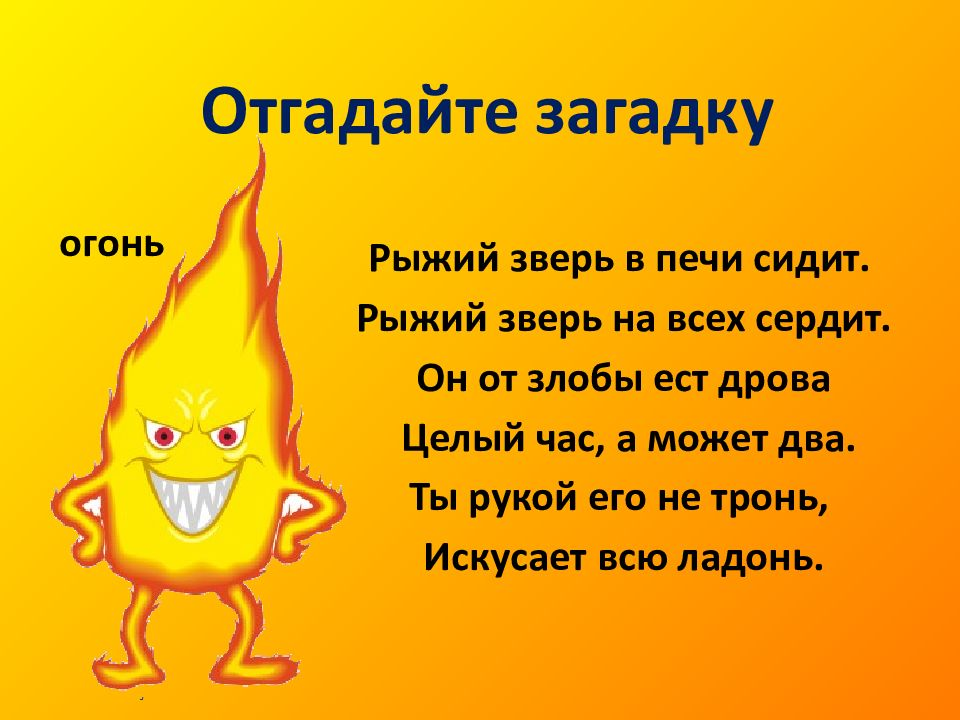 Отгадайте загадку
огонь
Рыжий зверь в печи сидит.
Рыжий зверь на всех сердит.
Он от злобы ест дрова
Целый час, а может два.
Ты рукой его не тронь,
Искусает всю ладонь.